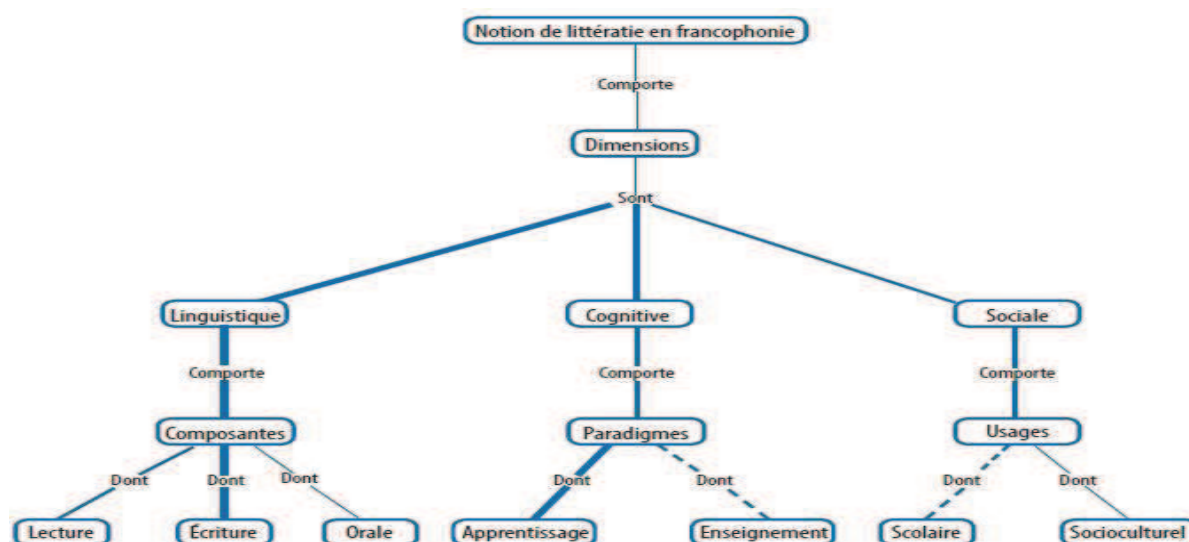 Notion de littératie en francophonie
Comporte
Dimensions
Sont
Linguistique Cognitive Sociale
Comporte Comporte Comporte
Composantes Paradigmes Usages
Dont Dont Dont Dont Dont Dont Dont
Lecture Écriture Orale Apprentissage Enseignement Scolaire Socioculturel